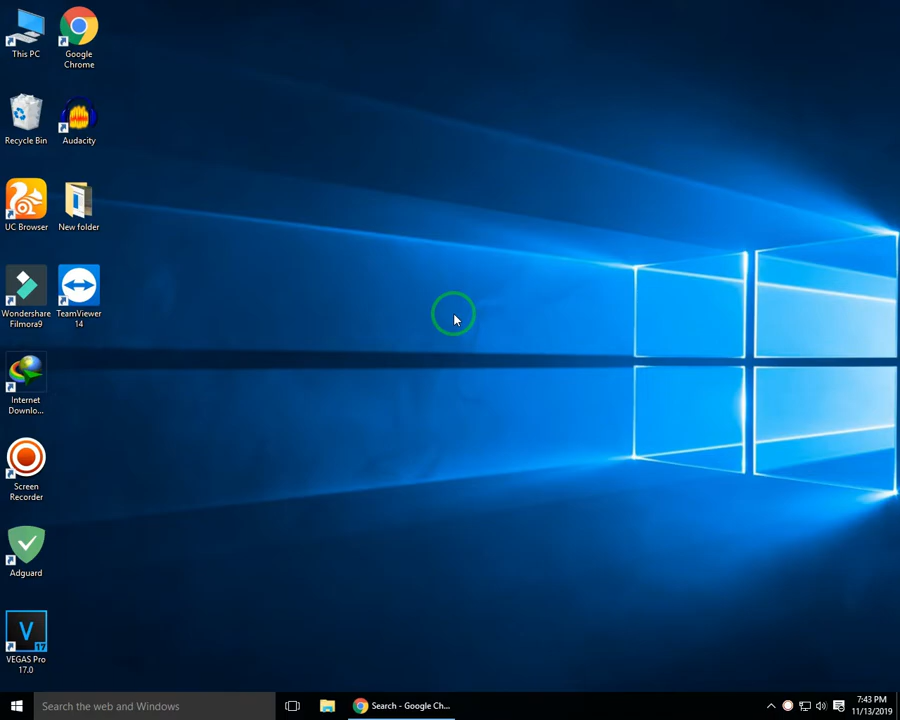 This PC
Google
Chrome
Recycle Bin
Audacity
UC Browser
New folder
Wondershare
Filmora9
TeamViewer
14
Internet
Downlo...
Screen
Recorder
Adguard
V
17
VEGAS Pro
17.0
Search the web and Windows
Search - Google Ch...
7:43 PM
11/13/2019